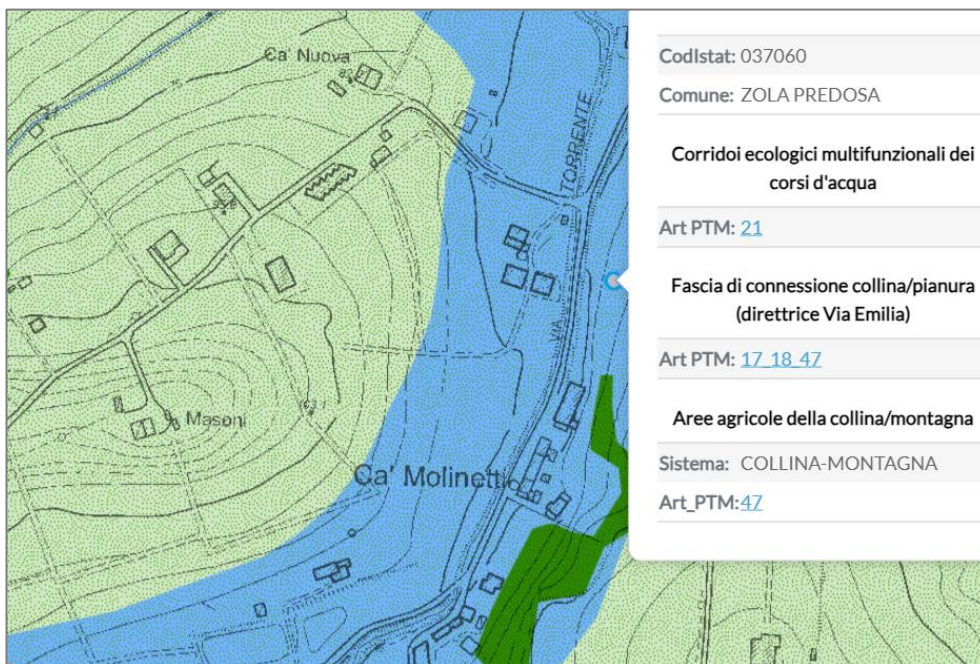 Ca' Nuova
TORRENTE
VIA
Masoni
Ca' Molinetti
CodIstat: 037060
Comune: ZOLA PREDOSA
Corridoi ecologici multifunzionali dei
corsi d'acqua
Art PTM: 21
Fascia di connessione collina/pianura
(direttrice Via Emilia)
Art PTM: 17_18_47
Aree agricole della collina/montagna
Sistema: COLLINA-MONTAGNA
Art_PTM: 47